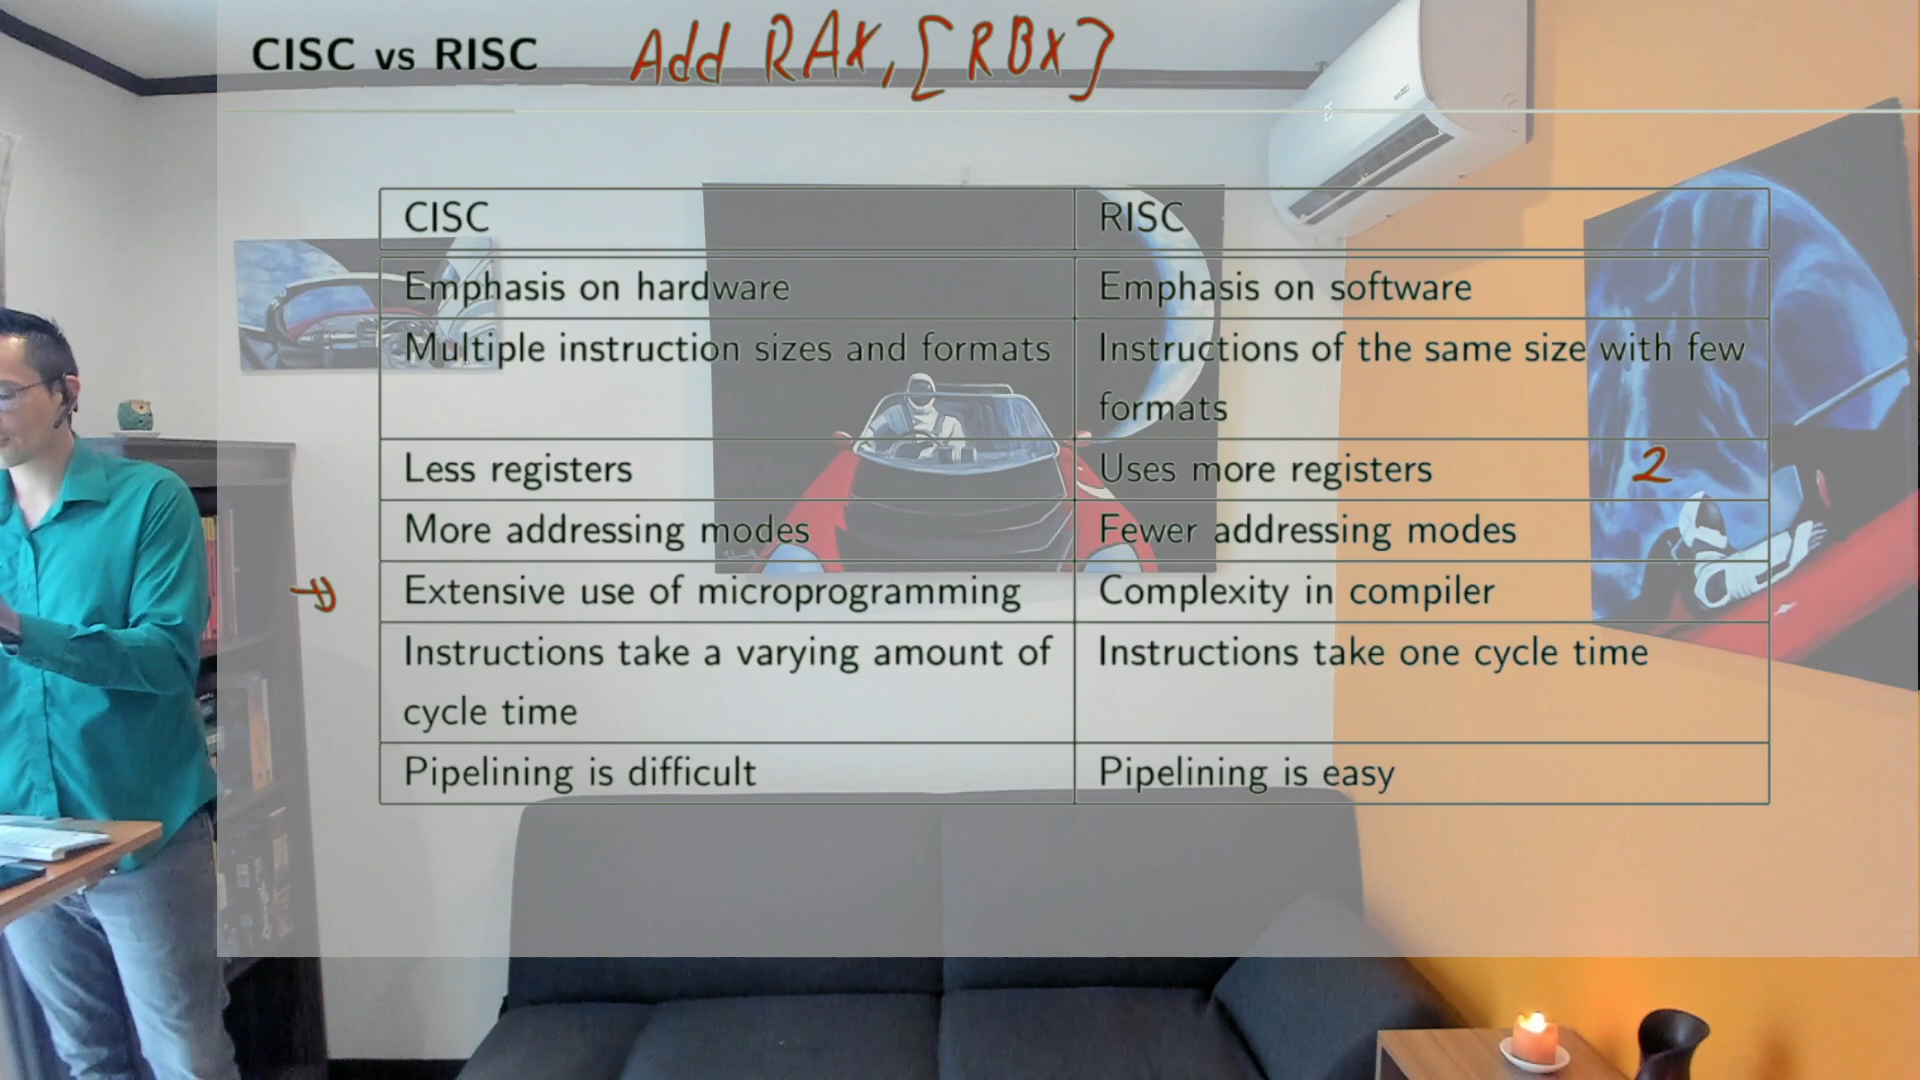 CISC vs RISC Add RAX, [RBX]
CISC RISC
Emphasis on hardware Emphasis on software
Multiple instruction sizes and formats Instructions of the same size with few
formats
Less registers Uses more registers 2
More addressing modes Fewer addressing modes
Extensive use of microprogramming Complexity in compiler
Instructions take a varying amount of Instructions take one cycle time
cycle time
Pipelining is difficult Pipelining is easy